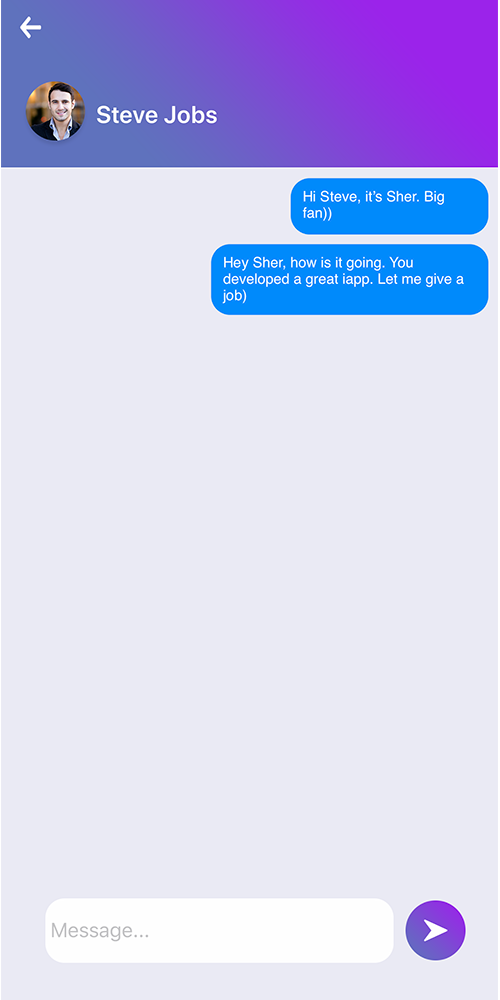 Steve Jobs
Hi Steve, it’s Sher. Big
fan))
Hey Sher, how is it going. You
developed a great iapp. Let me give a
job)
Message...